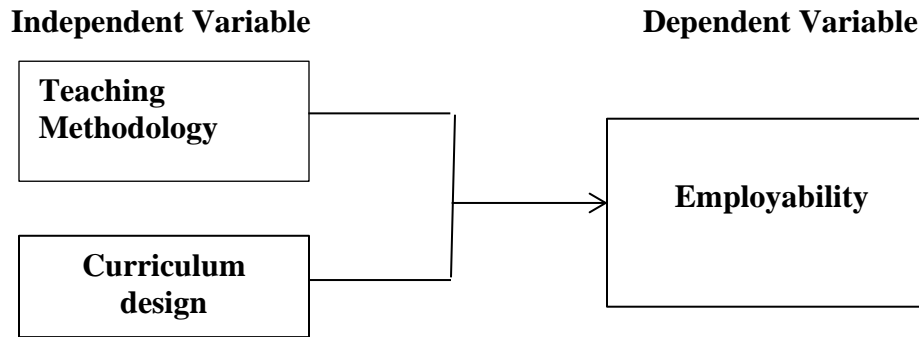 Independent Variable
Dependent Variable
Teaching
Methodology
Employability
Curriculum
design